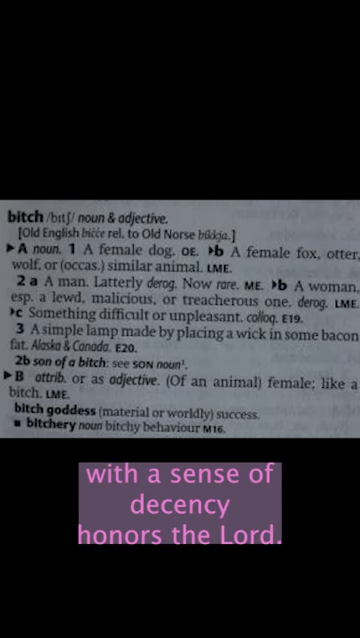 bitch /bɪtʃ/ noun & adjective.
[Old English bicce rel. to Old Norse bikkja.]
►A noun. 1 A female dog. OE. ►b A female fox, otter,
wolf, or (occas.) similar animal. LME.
2 a A man. Latterly derog. Now rare. ME. ►b A woman,
esp. a lewd, malicious, or treacherous one. derog. LME.
►c Something difficult or unpleasant. colloq. E19.
3 A simple lamp made by placing a wick in some bacon
fat. Alaska & Canada. E20.
2b son of a bitch: see SON noun¹.
►B attrib. or as adjective. (Of an animal) female; like a
bitch. LME.
bitch goddess (material or worldly) success.
■ bitchery noun bitchy behaviour M16.
with a sense of
decency
honors the Lord.